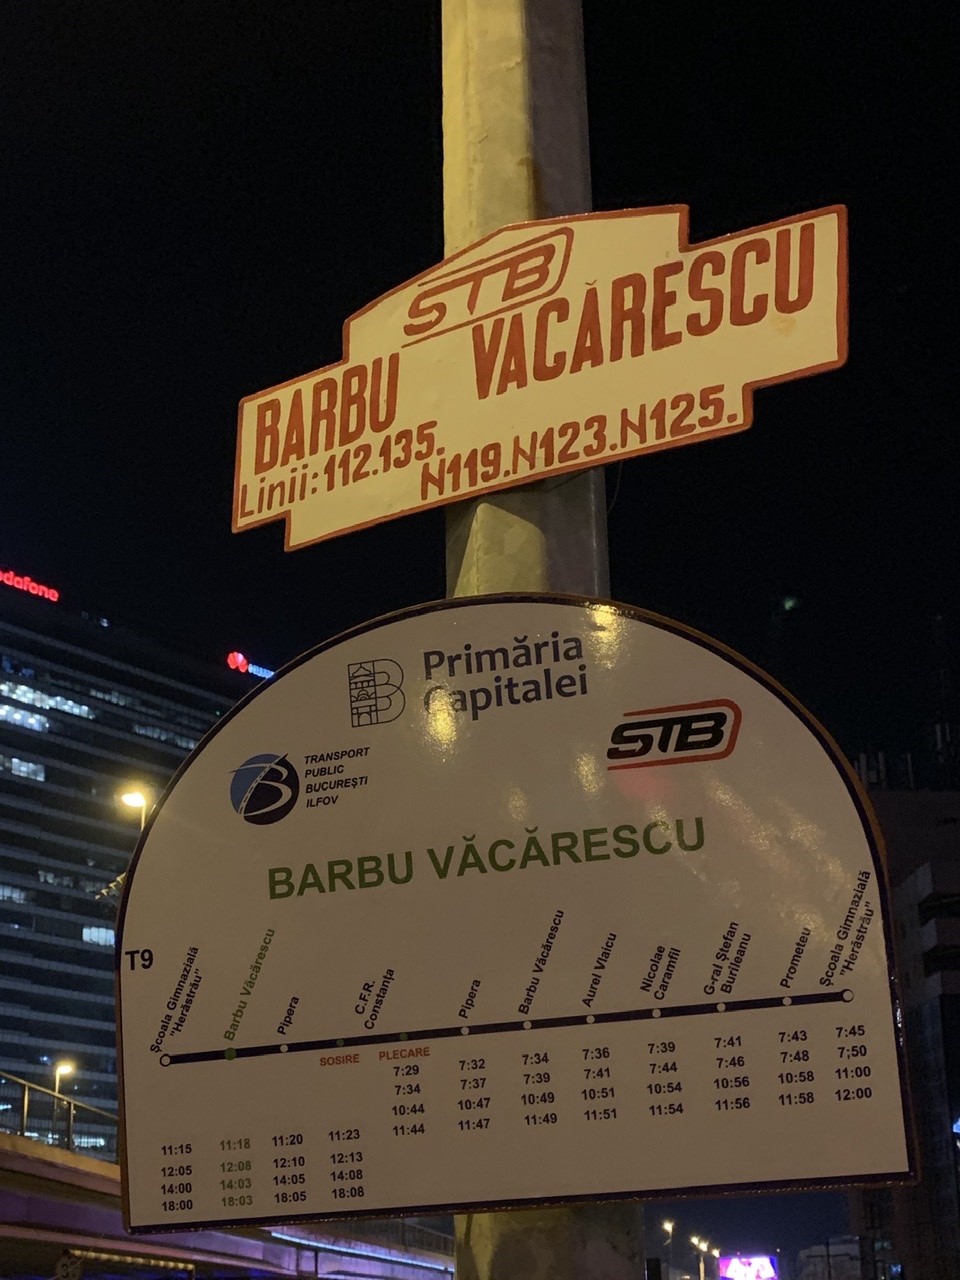 STB
BARBU VACĂRESCU
Linii: 112.135. N119.N123.N125.
odafone
Primăria
Capitalei
TRANSPORT
PUBLIC
BUCUREȘTI
ILFOV
STB
BARBU VĂCĂRESCU
T9
Școala Gimnazială
"Herăstrău"
Barbu Văcărescu
Pipera
C.F.R.
Constanța
Pipera
Barbu Văcărescu
Aurel Vlaicu
Nicolae
Caramfil
G-ral Ștefan
Burileanu
Prometeu
Școala Gimnazială
"Herăstrău"
SOSIRE PLECARE
7:29 7:32 7:34 7:36 7:39 7:41 7:43 7:45
7:34 7:37 7:39 7:41 7:44 7:46 7:48 7;50
10:44 10:47 10:49 10:51 10:54 10:56 10:58 11:00
11:44 11:47 11:49 11:51 11:54 11:56 11:58 12:00
11:15 11:18 11:20 11:23
12:05 12:08 12:10 12:13
14:00 14:03 14:05 14:08
18:00 18:03 18:05 18:08